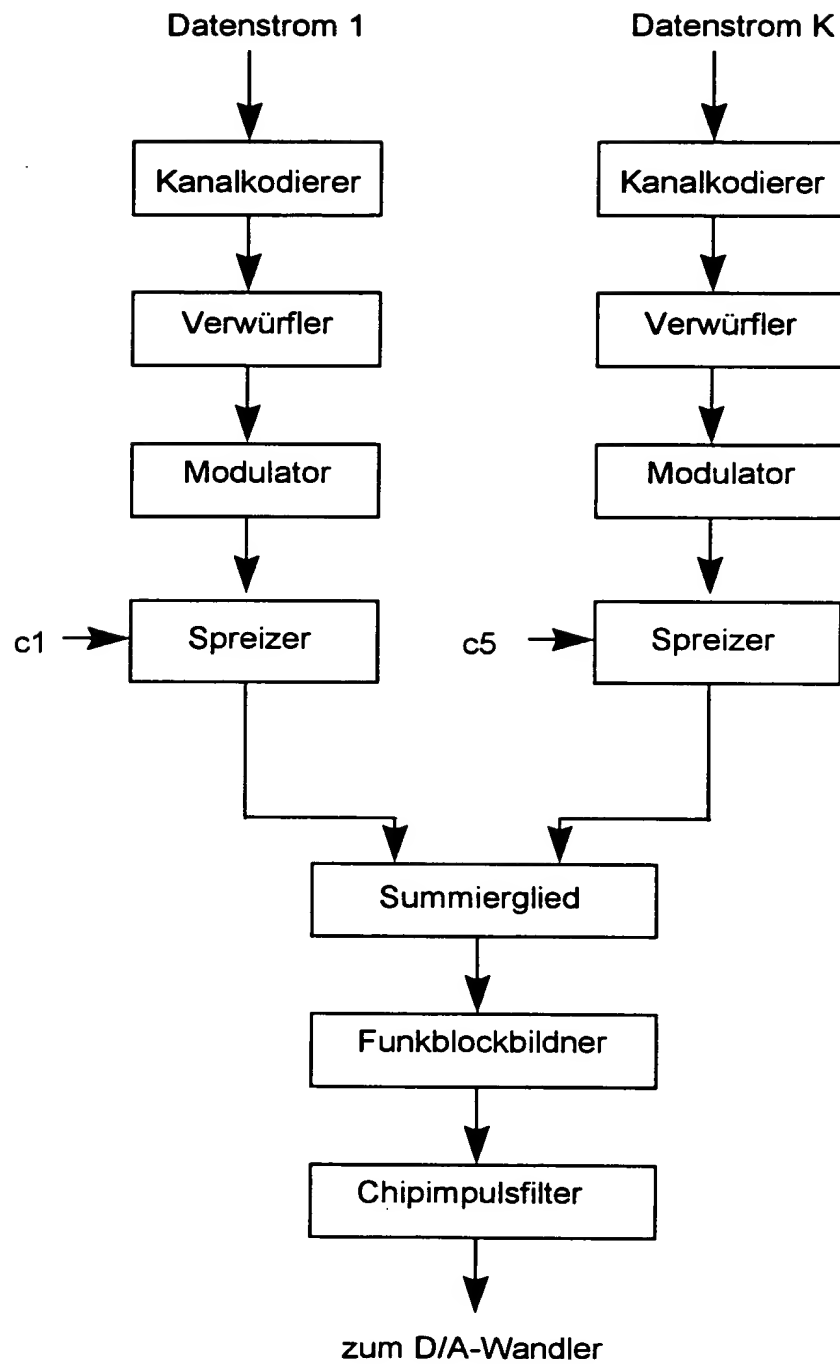 Datenstrom 1
Datenstrom K
Kanalkodierer
Kanalkodierer
Verwürfler
Verwürfler
Modulator
Modulator
c1
Spreizer
c5
Spreizer
Summierglied
Funkblockbildner
Chipimpulsfilter
zum D/A-Wandler